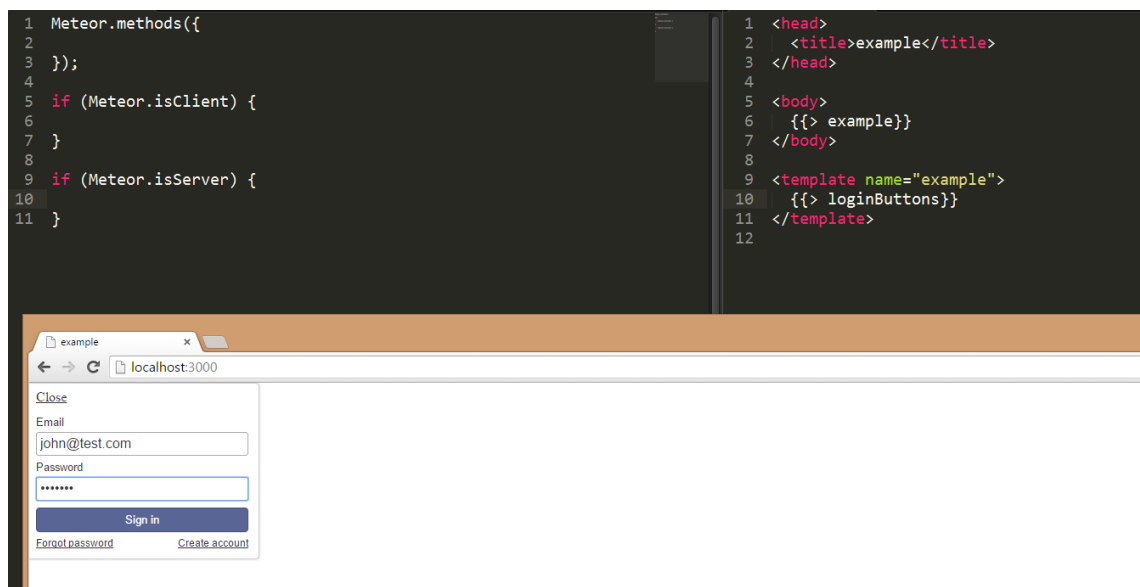 1 Meteor.methods({
2
3 });
4
5 if (Meteor.isClient) {
6
7 }
8
9 if (Meteor.isServer) {
10
11 }
1 <head>
2 <title>example</title>
3 </head>
4
5 <body>
6 {{> example}}
7 </body>
8
9 <template name="example">
10 {{> loginButtons}}
11 </template>
12
example
localhost:3000
Close
Email
john@test.com
Password
•••••••
Sign in
Forgot password Create account